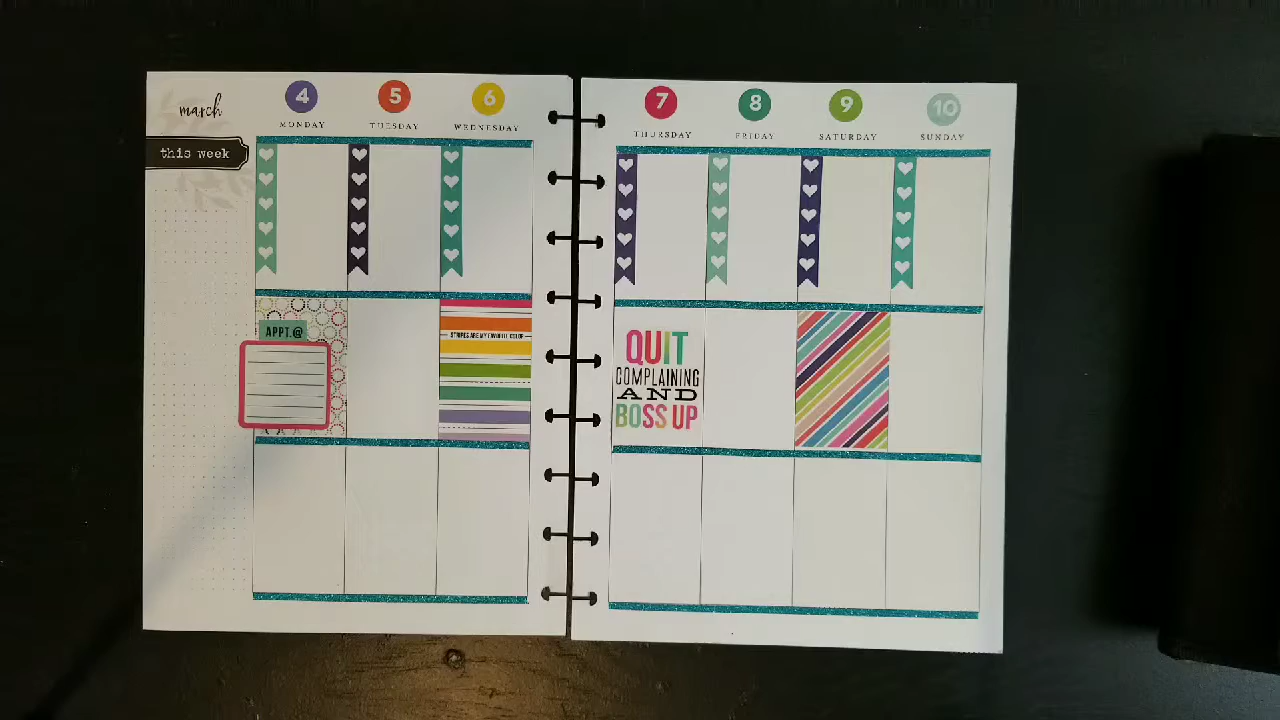 march
this week
4 5 6
MONDAY TUESDAY WEDNESDAY
7 8 9 10
THURSDAY FRIDAY SATURDAY SUNDAY
APPT.@
STRIPES ARE MY FAVORITE COLOR
QUIT
COMPLAINING
AND
BOSS UP